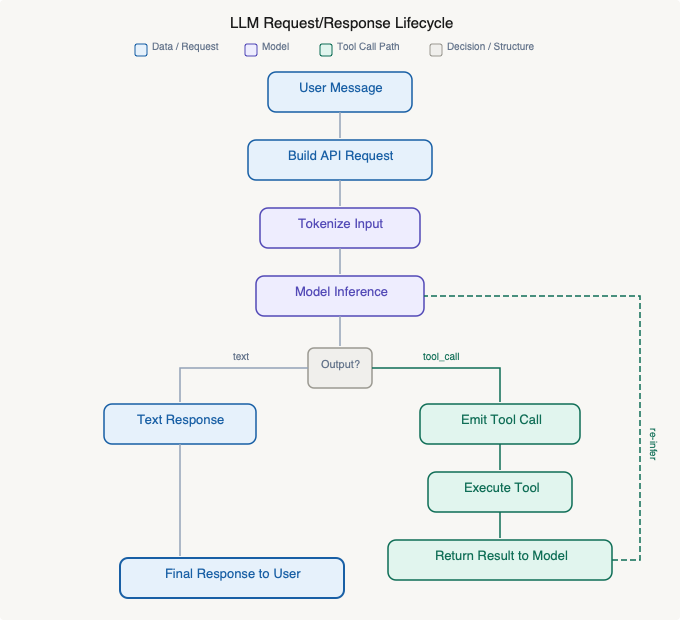 LLM Request/Response Lifecycle
Data / Request
Model
Tool Call Path
Decision / Structure
User Message
Build API Request
Tokenize Input
Model Inference
Output?
text
tool_call
Text Response
Emit Tool Call
re-infer
Execute Tool
Return Result to Model
Final Response to User